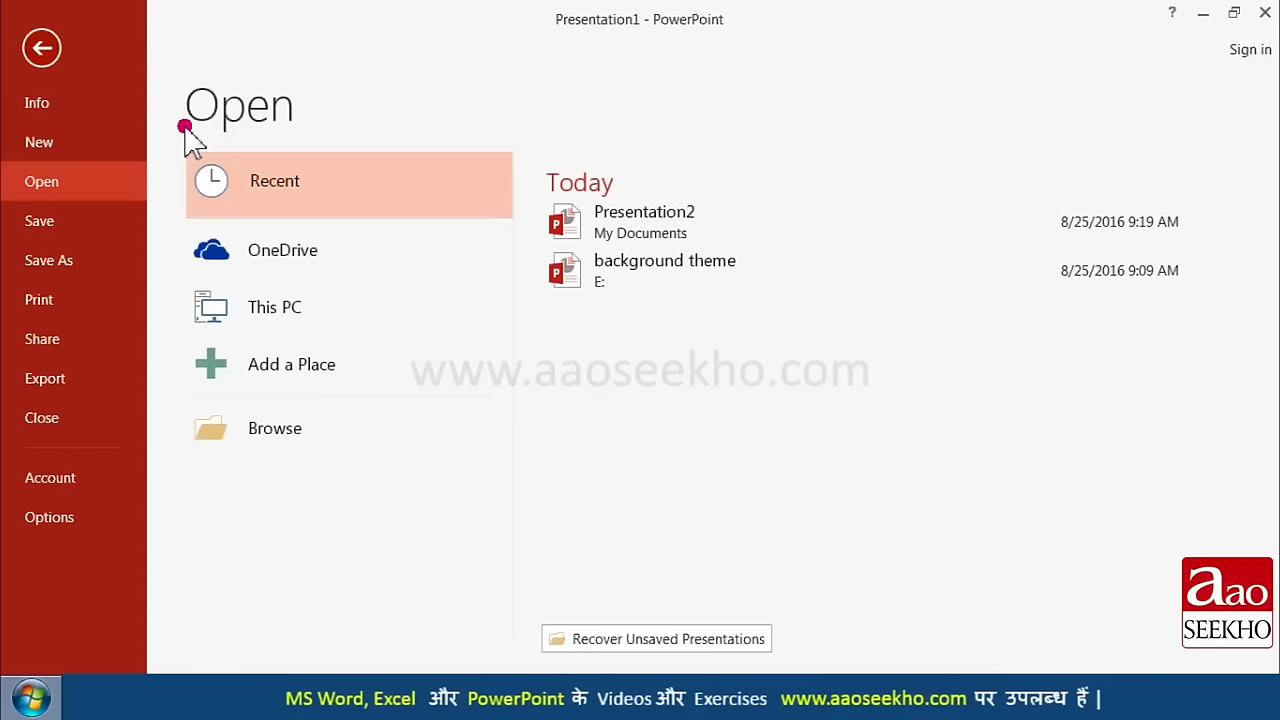 Presentation1 - PowerPoint
?
Sign in
Info
New
Open
Save
Save As
Print
Share
Export
Close
Account
Options
Open
Recent
OneDrive
This PC
Add a Place
Browse
Today
Presentation2 8/25/2016 9:19 AM
My Documents
background theme 8/25/2016 9:09 AM
E:
www.aaoseekho.com
Recover Unsaved Presentations
aao
SEEKHO
MS Word, Excel और PowerPoint के Videos और Exercises www.aaoseekho.com पर उपलब्ध हैं |